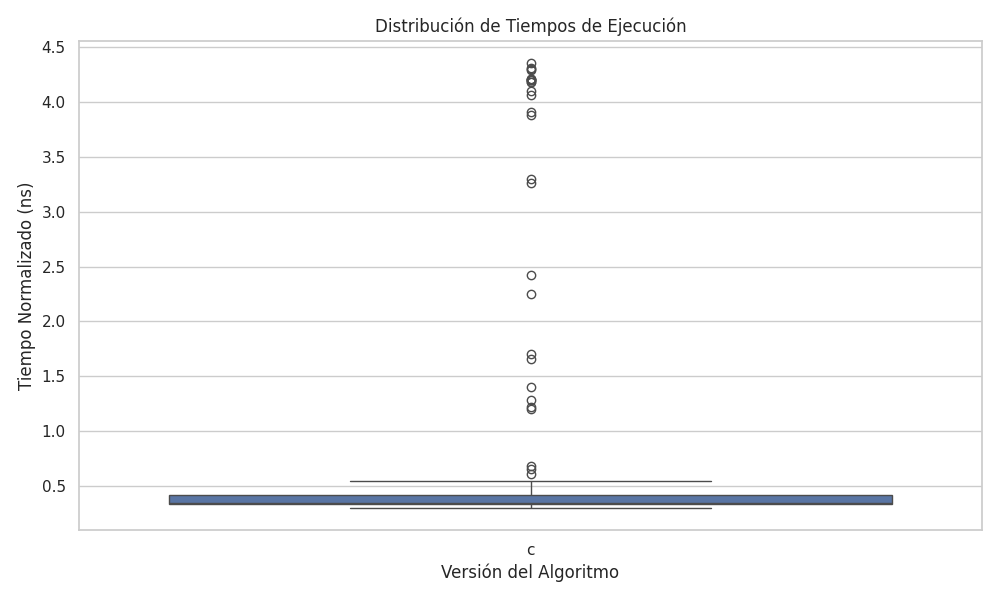 Distribución de Tiempos de Ejecución
4.5
4.0
3.5
3.0
2.5
2.0
1.5
1.0
0.5
Tiempo Normalizado (ns)
c
Versión del Algoritmo